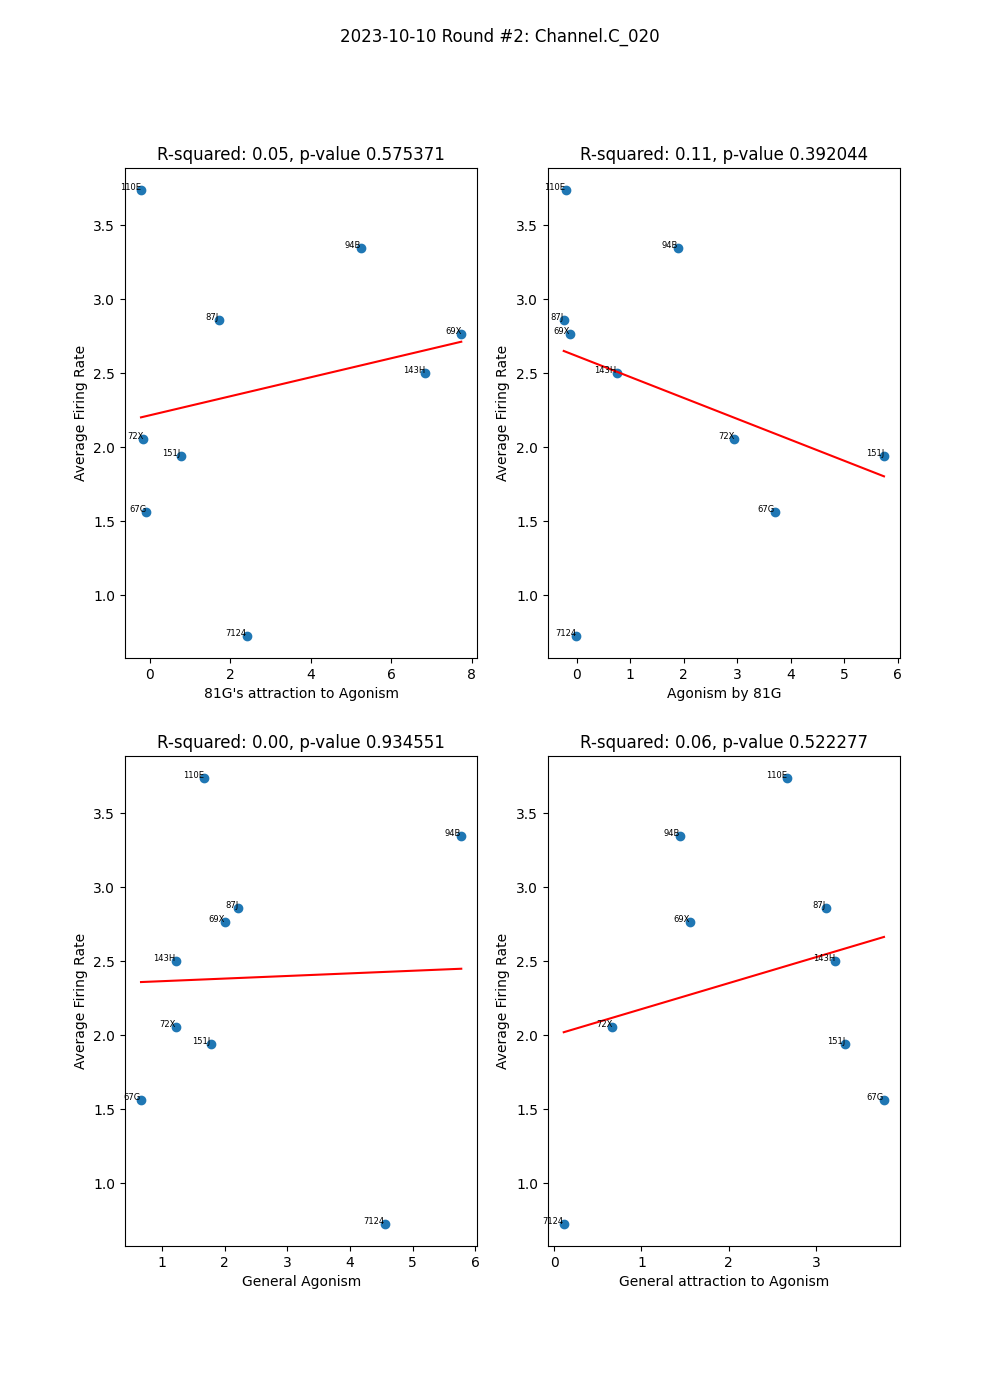 2023-10-10 Round #2: Channel.C_020
R-squared: 0.05, p-value 0.575371
110E
94B
87J
69X
143H
72X
151J
67G
7124
3.5
3.0
2.5
2.0
1.5
1.0
Average Firing Rate
0 2 4 6 8
81G's attraction to Agonism
R-squared: 0.11, p-value 0.392044
110E
94B
87J
69X
143H
72X
151J
67G
7124
3.5
3.0
2.5
2.0
1.5
1.0
Average Firing Rate
0 1 2 3 4 5 6
Agonism by 81G
R-squared: 0.00, p-value 0.934551
110E
94B
87J
69X
143H
72X
151J
67G
7124
3.5
3.0
2.5
2.0
1.5
1.0
Average Firing Rate
1 2 3 4 5 6
General Agonism
R-squared: 0.06, p-value 0.522277
110E
94B
87J
69X
143H
72X
151J
67G
7124
3.5
3.0
2.5
2.0
1.5
1.0
Average Firing Rate
0 1 2 3
General attraction to Agonism